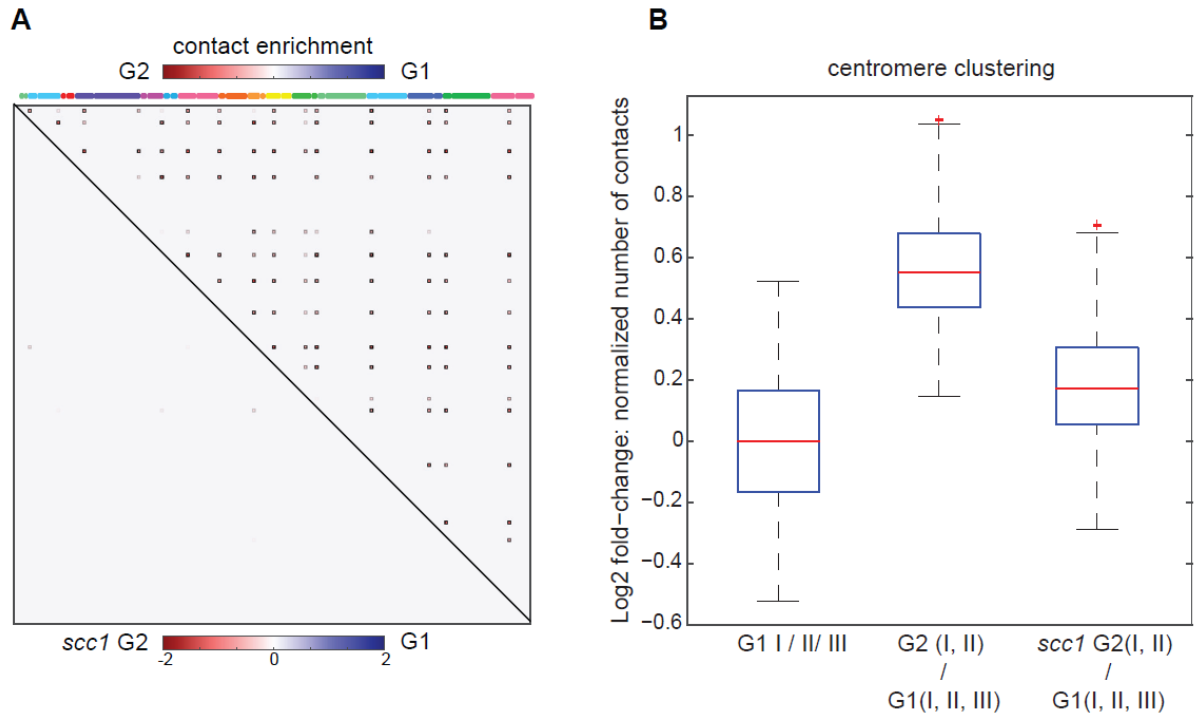 A
contact enrichment
G2
G1
scc1 G2
G1
-2
0
2
B
centromere clustering
Log2 fold−change: normalized number of contacts
1
0.8
0.6
0.4
0.2
0
−0.2
−0.4
−0.6
G1 I / II/ III
G2 (I, II)
/
G1(I, II, III)
scc1 G2(I, II)
/
G1(I, II, III)